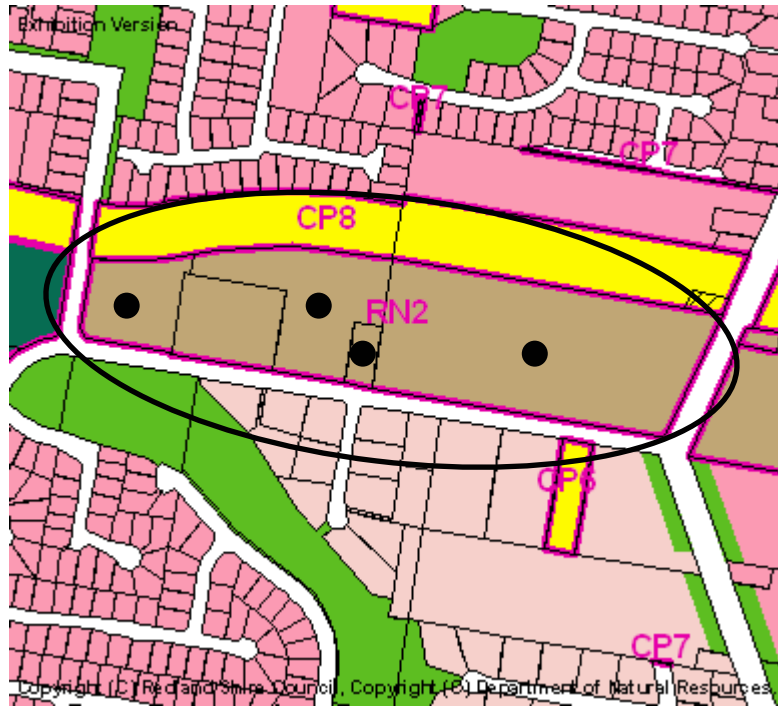 Exhibition Version
CP7
CP7
CP8
RN2
CP6
CP7
Copyright (C) Redland Shire Council, Copyright (C) Department of Natural Resources,